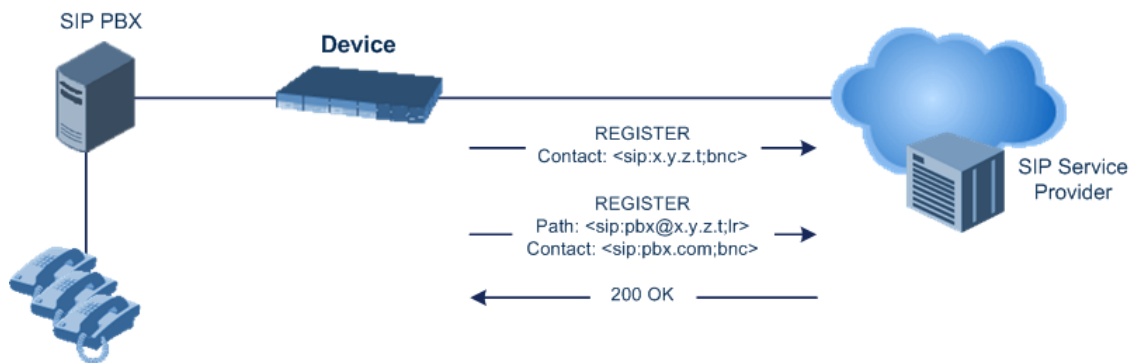 SIP PBX
Device
REGISTER
Contact: <sip:x.y.z.t;bnc>
SIP Service
Provider
REGISTER
Path: <sip:pbx@x.y.z.t;lr>
Contact: <sip:pbx.com;bnc>
200 OK